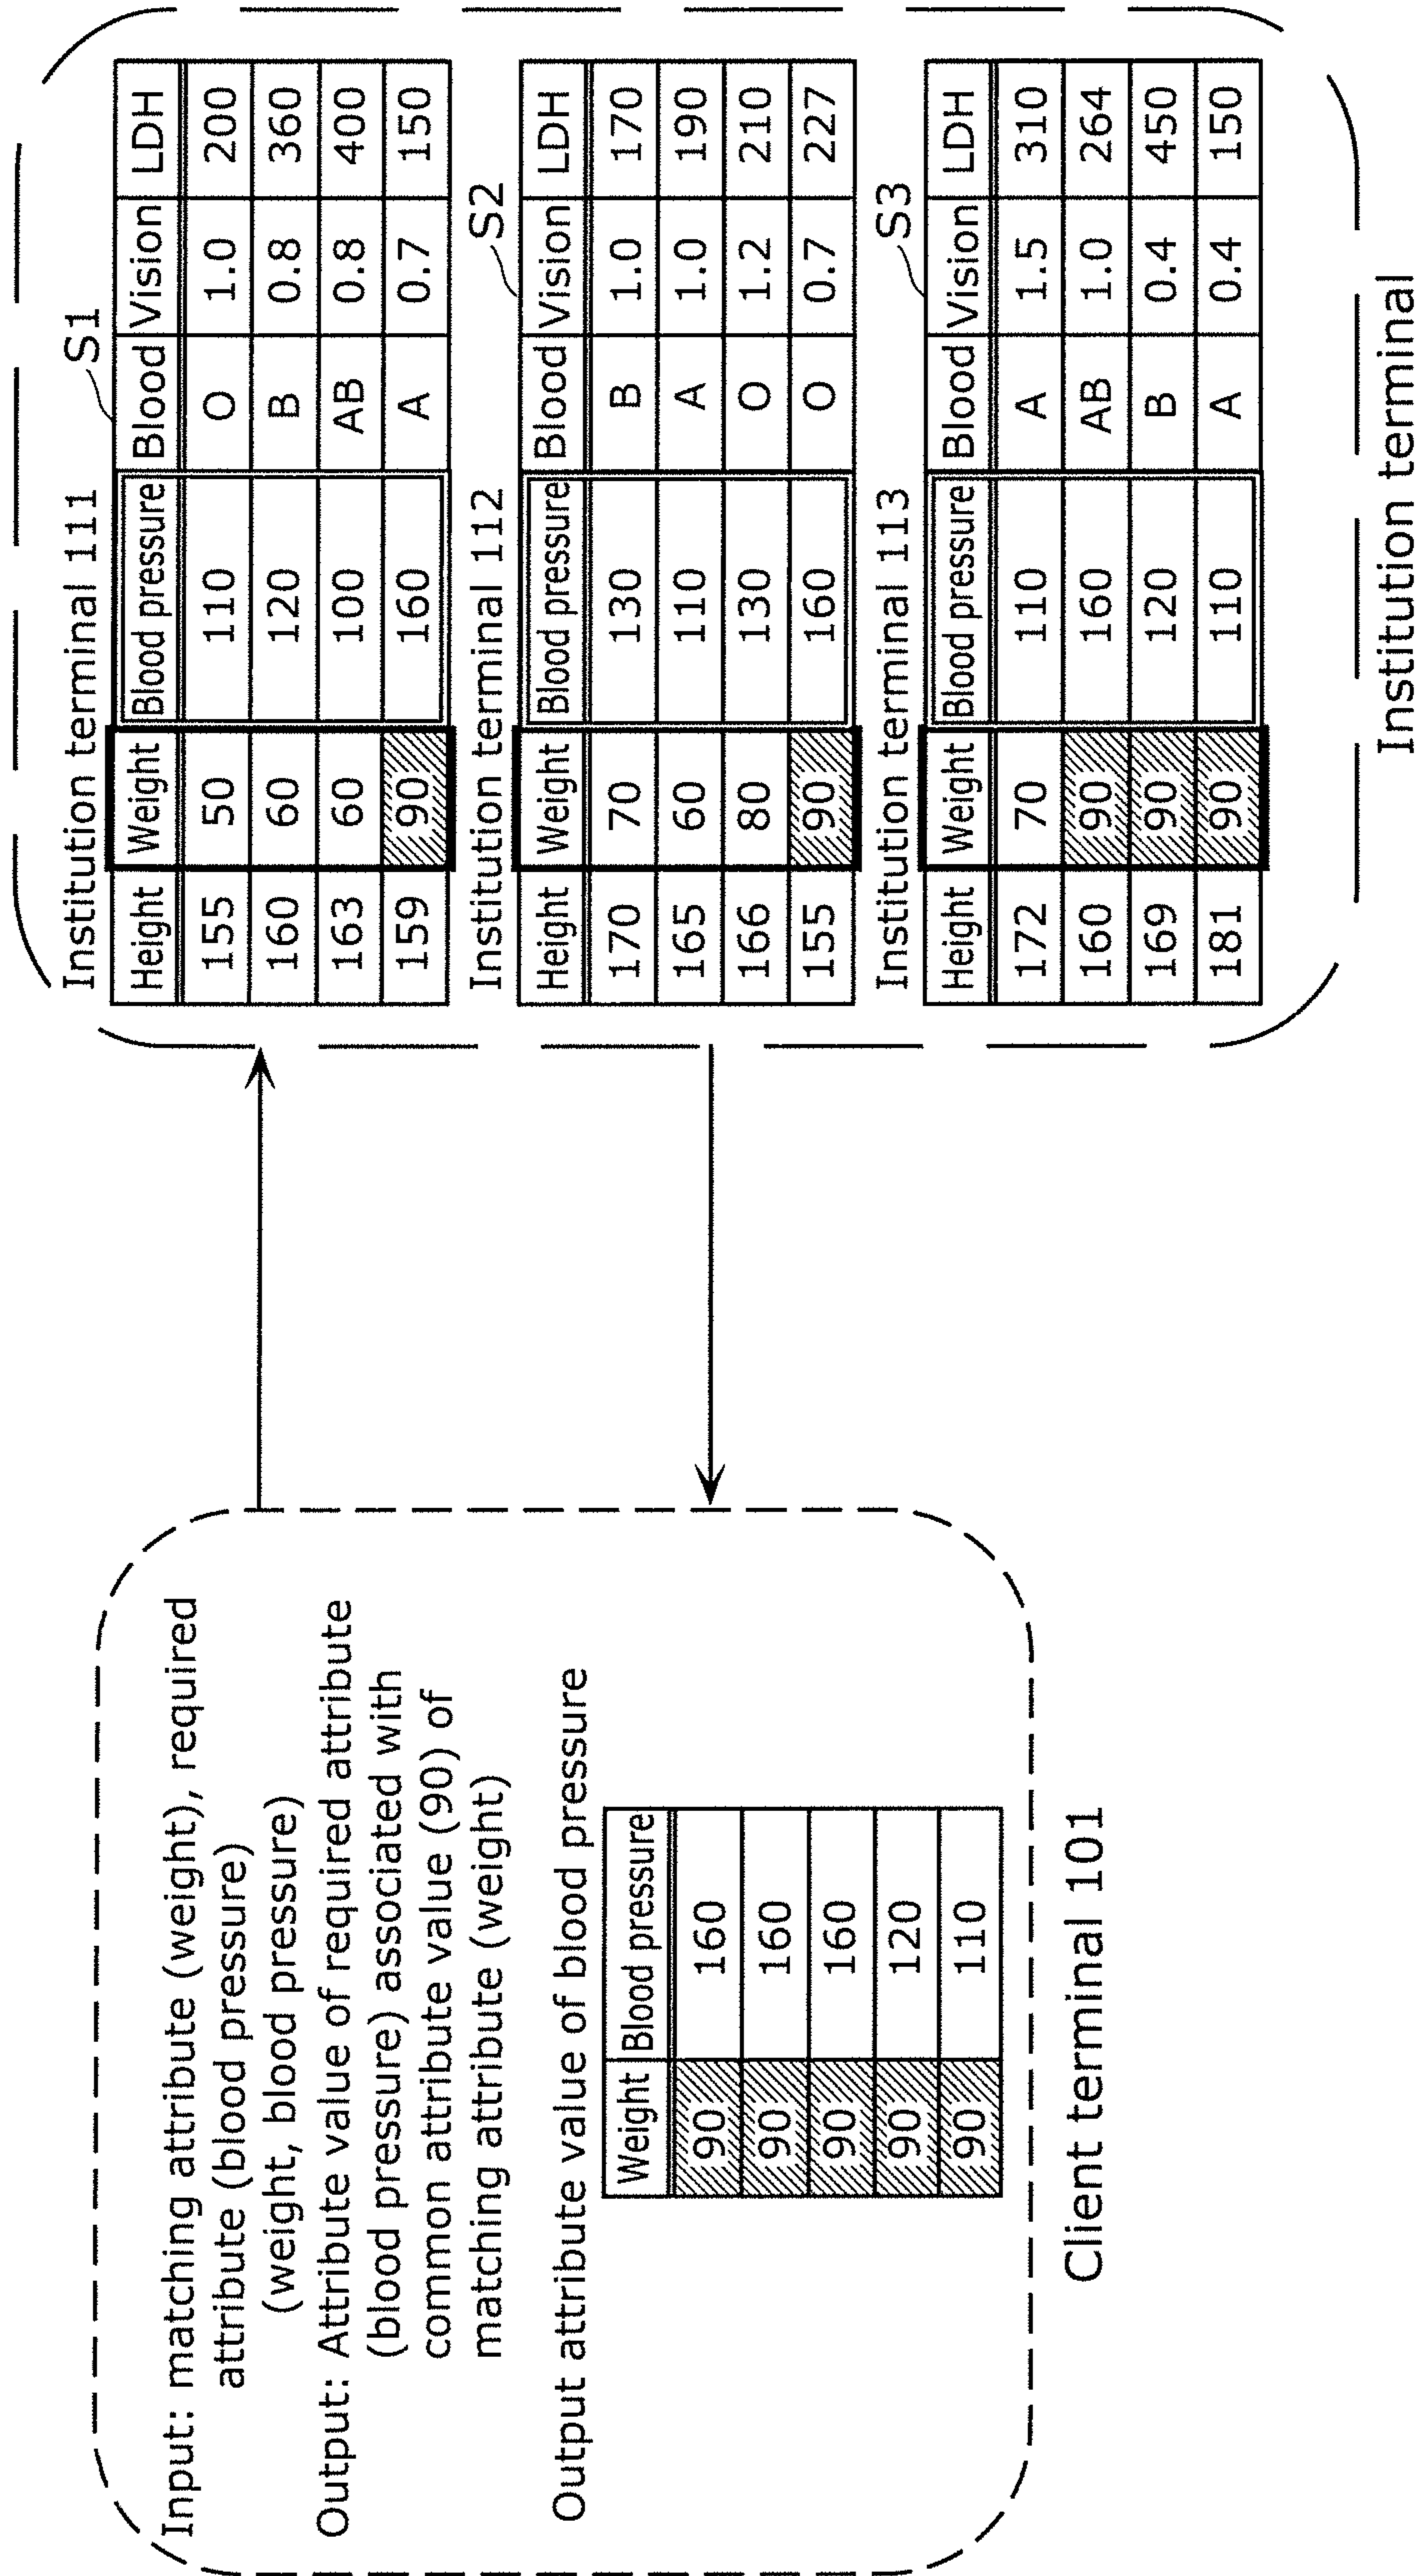 Input: matching attribute (weight), required
attribute (blood pressure)
(weight, blood pressure)
Output: Attribute value of required attribute
(blood pressure) associated with
common attribute value (90) of
matching attribute (weight)
Output attribute value of blood pressure
Weight Blood pressure
90 160
90 160
90 160
90 120
90 110
Client terminal 101
Institution terminal 111
S1
Height Weight Blood pressure Blood Vision LDH
155 50 110 O 1.0 200
160 60 120 B 0.8 360
163 60 100 AB 0.8 400
159 90 160 A 0.7 150
Institution terminal 112
S2
Height Weight Blood pressure Blood Vision LDH
170 70 130 B 1.0 170
165 60 110 A 1.0 190
166 80 130 O 1.2 210
155 90 160 O 0.7 227
Institution terminal 113
S3
Height Weight Blood pressure Blood Vision LDH
172 70 110 A 1.5 310
160 90 160 AB 1.0 264
169 90 120 B 0.4 450
181 90 110 A 0.4 150
Institution terminal